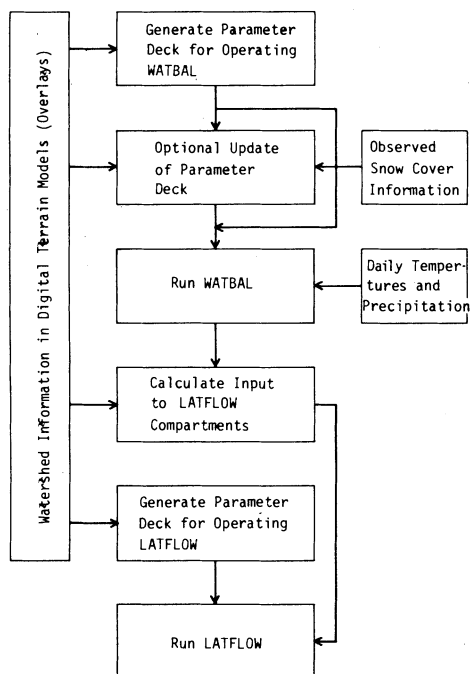 Watershed Information in Digital Terrain Models (Overlays)
Generate Parameter
Deck for Operating
WATBAL
Optional Update
of Parameter
Deck
Observed
Snow Cover
Information
Run WATBAL
Daily Temper-
tures and
Precipitation
Calculate Input
to LATFLOW
Compartments
Generate Parameter
Deck for Operating
LATFLOW
Run LATFLOW